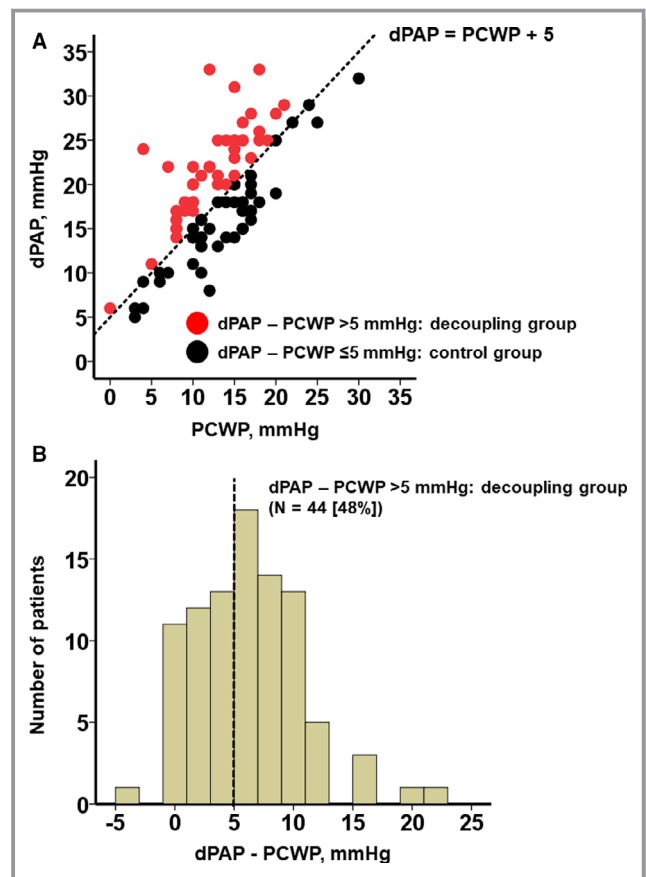 A
dPAP = PCWP + 5
35
30
25
20
15
10
5
0
dPAP, mmHg
dPAP – PCWP >5 mmHg: decoupling group
dPAP – PCWP ≤5 mmHg: control group
0 5 10 15 20 25 30 35
PCWP, mmHg
B
dPAP – PCWP >5 mmHg: decoupling group
(N = 44 [48%])
20
15
10
5
0
Number of patients
-5 0 5 10 15 20 25
dPAP - PCWP, mmHg